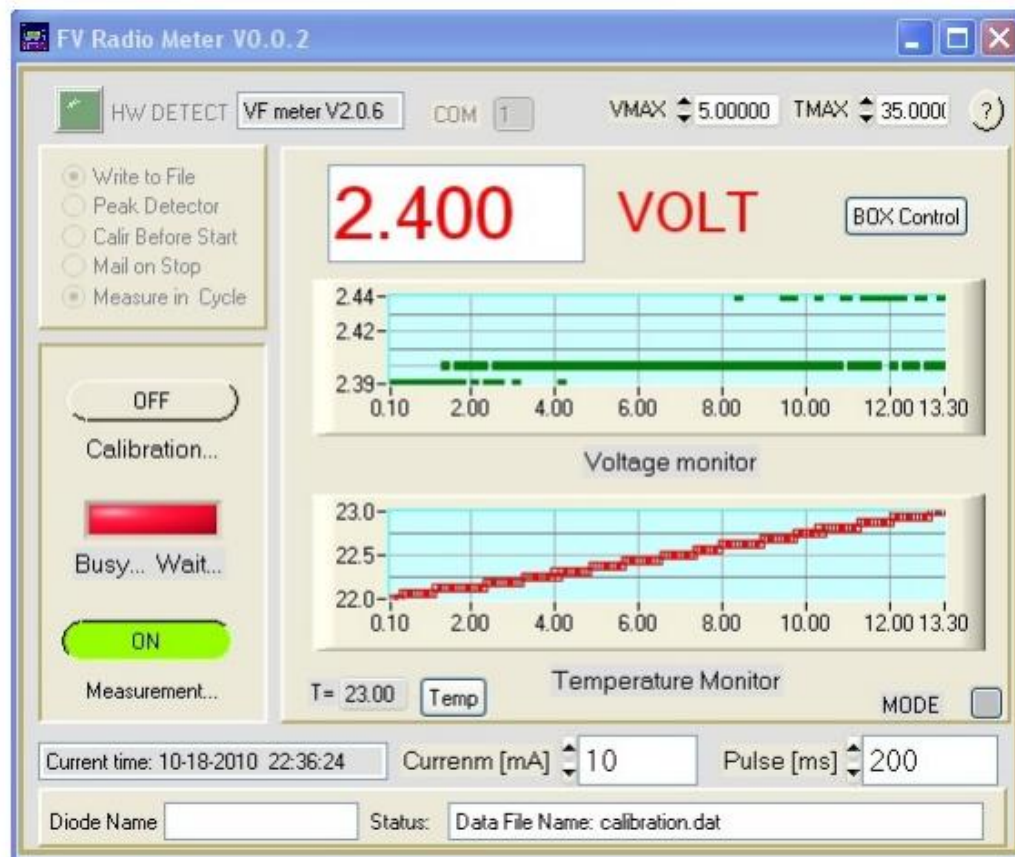 FV Radio Meter V0.0.2
HW DETECT VF meter V2.0.6 COM 1 VMAX 5.00000 TMAX 35.000( ?
Write to File
Peak Detector
Calir Before Start
Mail on Stop
Measure in Cycle
2.400 VOLT BOX Control
2.44
2.42
2.39
0.10 2.00 4.00 6.00 8.00 10.00 12.00 13.30
Voltage monitor
OFF
Calibration...
Busy... Wait...
ON
Measurement...
23.0
22.5
22.0
0.10 2.00 4.00 6.00 8.00 10.00 12.00 13.30
Temperature Monitor
T= 23.00 Temp
MODE
Current time: 10-18-2010 22:36:24 Currenm [mA] 10 Pulse [ms] 200
Diode Name Status: Data File Name: calibration.dat